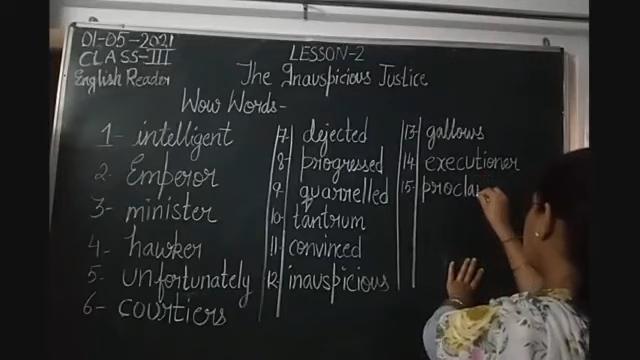 01-05-2021
CLASS-III
English Reader
LESSON-2
The Inauspicious Justice
Wow Words-
1- intelligent
2- Emperor
3- minister
4- hawker
5- unfortunately
6- courtiers
7- dejected
8- progressed
9- quarrelled
10- tantrum
11- convinced
12- inauspicious
13- gallows
14- executioner
15- procla